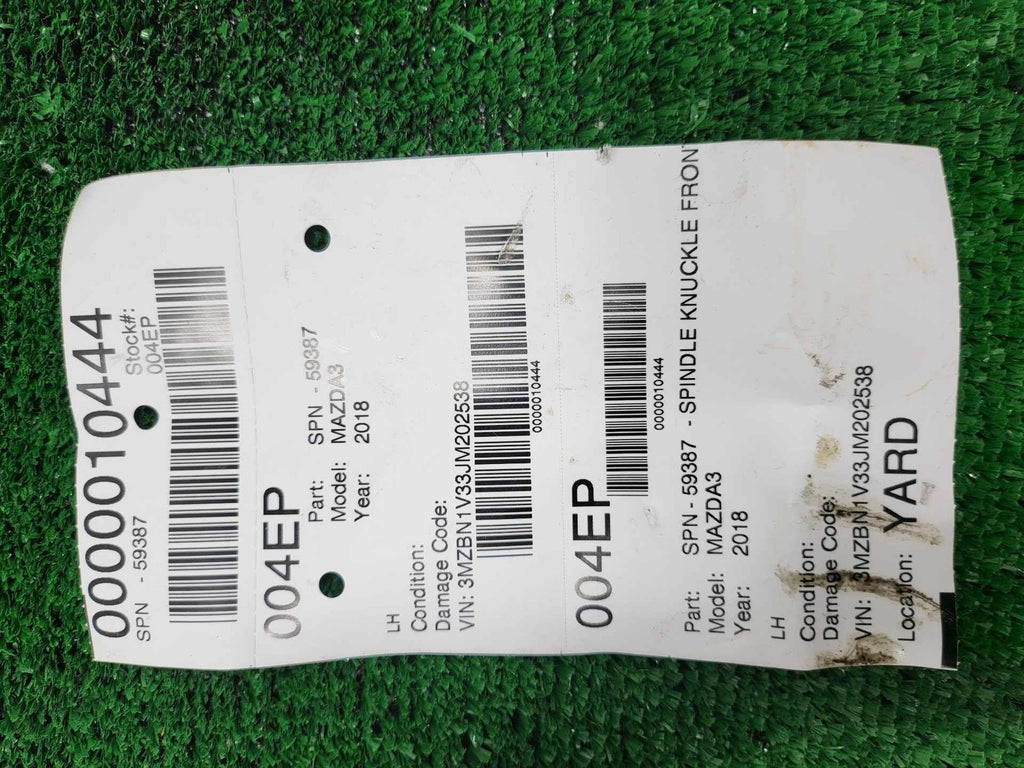 0000010444
SPN - 59387
Stock#:
004EP
004EP
Part: SPN - 59387
Model: MAZDA3
Year: 2018
LH
Condition:
Damage Code:
VIN: 3MZBN1V33JM202538
0000010444
004EP
0000010444
Part: SPN - 59387 - SPINDLE KNUCKLE FRONT
Model: MAZDA3
Year: 2018
LH
Condition:
Damage Code:
VIN: 3MZBN1V33JM202538
Location: YARD